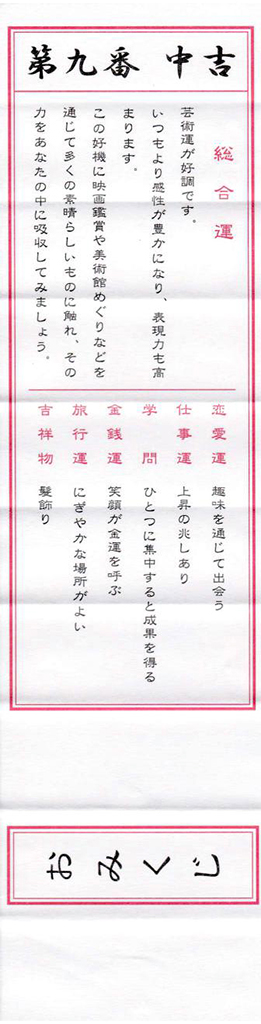 第九番 中吉
総合運
芸術運が好調です。
いつもより感性が豊かになり、表現力も高
まります。
この好機に映画鑑賞や美術館めぐりなどを
通じて多くの素晴らしいものに触れ、その
力をあなたの中に吸収してみましょう。
恋愛運 趣味を通じて出会う
仕事運 上昇の兆しあり
学問 ひとつに集中すると成果を得る
金銭運 笑顔が金運を呼ぶ
旅行運 にぎやかな場所がよい
吉祥物 髪飾り
おみくじ